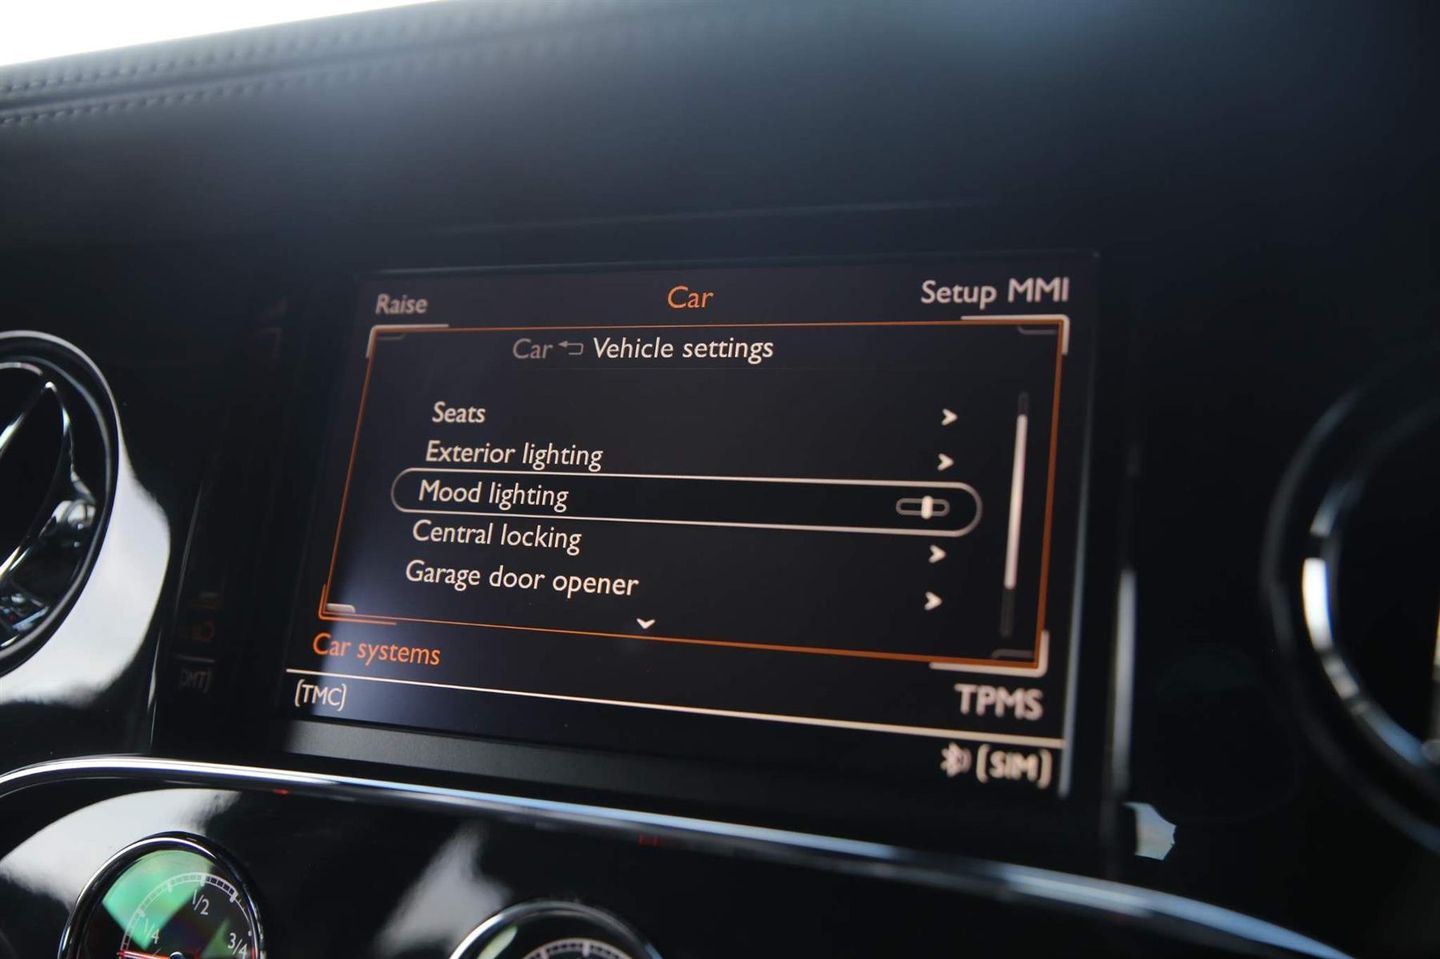 Raise
Car
Setup MMI
Car Vehicle settings
Seats
Exterior lighting
Mood lighting
Central locking
Garage door opener
Car systems
TPMS
(TMC)
(SIM)
1/4
1/2
3/4